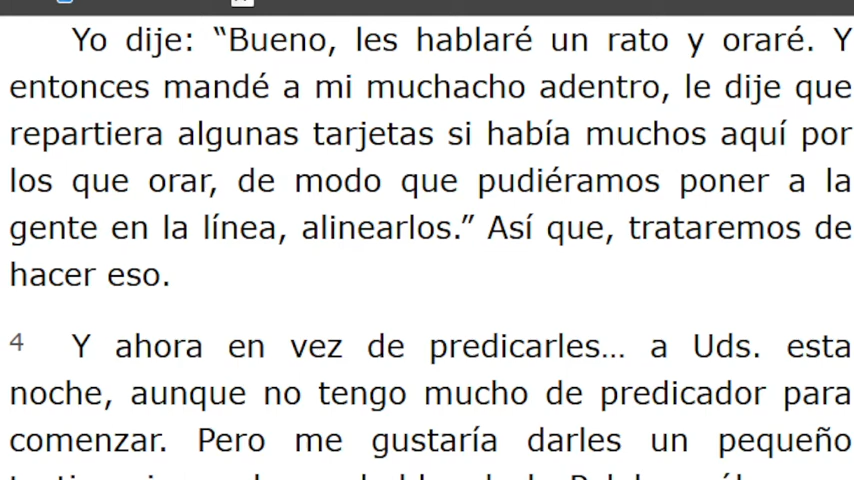 Yo dije: “Bueno, les hablaré un rato y oraré. Y
entonces mandé a mi muchacho adentro, le dije que
repartiera algunas tarjetas si había muchos aquí por
los que orar, de modo que pudiéramos poner a la
gente en la línea, alinearlos.” Así que, trataremos de
hacer eso.
4 Y ahora en vez de predicarles… a Uds. esta
noche, aunque no tengo mucho de predicador para
comenzar. Pero me gustaría darles un pequeño